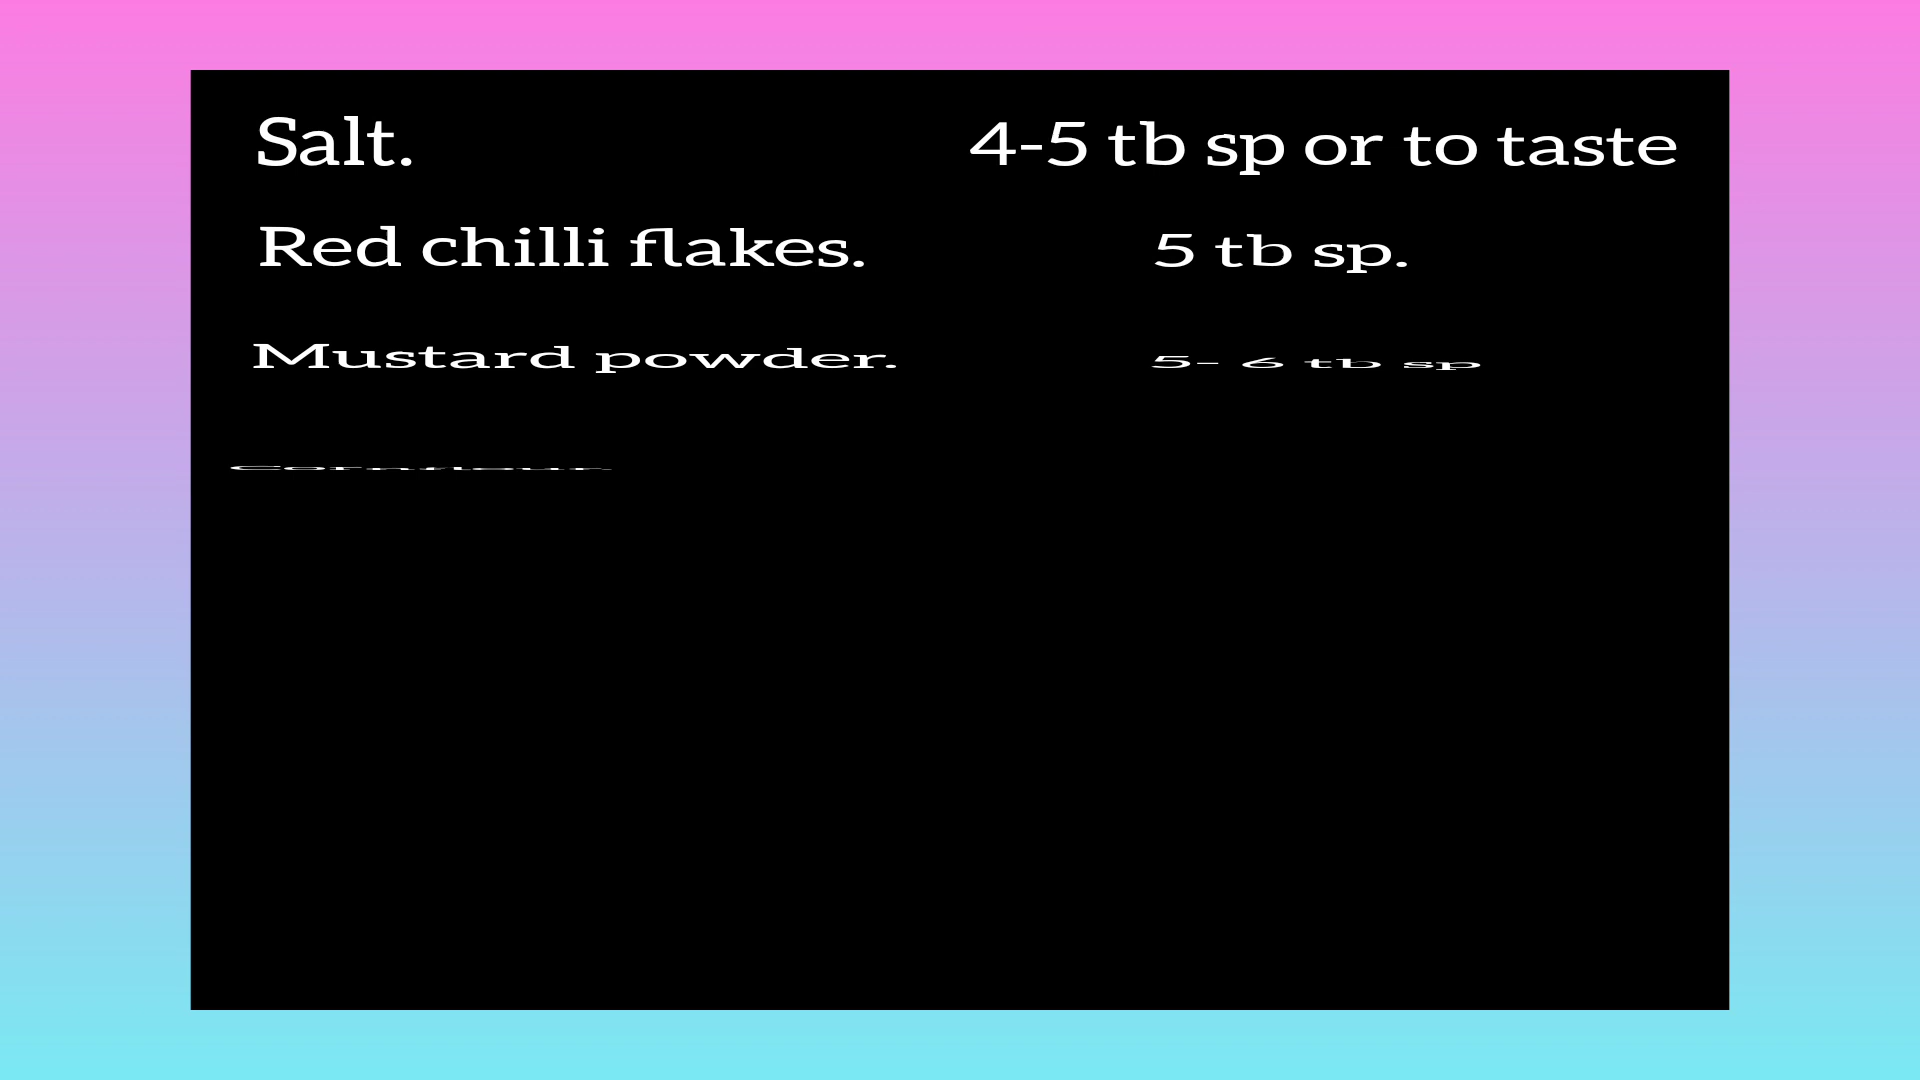 Salt. 4-5 tb sp or to taste
Red chilli flakes. 5 tb sp.
Mustard powder. 5- 6 tb sp
Cornflour